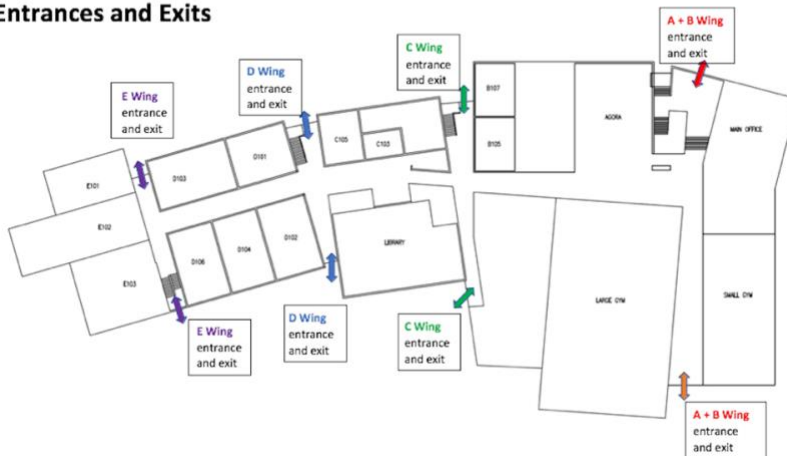 Entrances and Exits
A + B Wing
entrance
and exit
C Wing
entrance
and exit
D Wing
entrance
and exit
E Wing
entrance
and exit
B107
AGORA
MAIN OFFICE
C105
C103
B105
D101
D103
E101
E102
E103
D106
D104
D102
LIBRARY
LARGE GYM
SMALL GYM
D Wing
entrance
and exit
C Wing
entrance
and exit
E Wing
entrance
and exit
A + B Wing
entrance
and exit